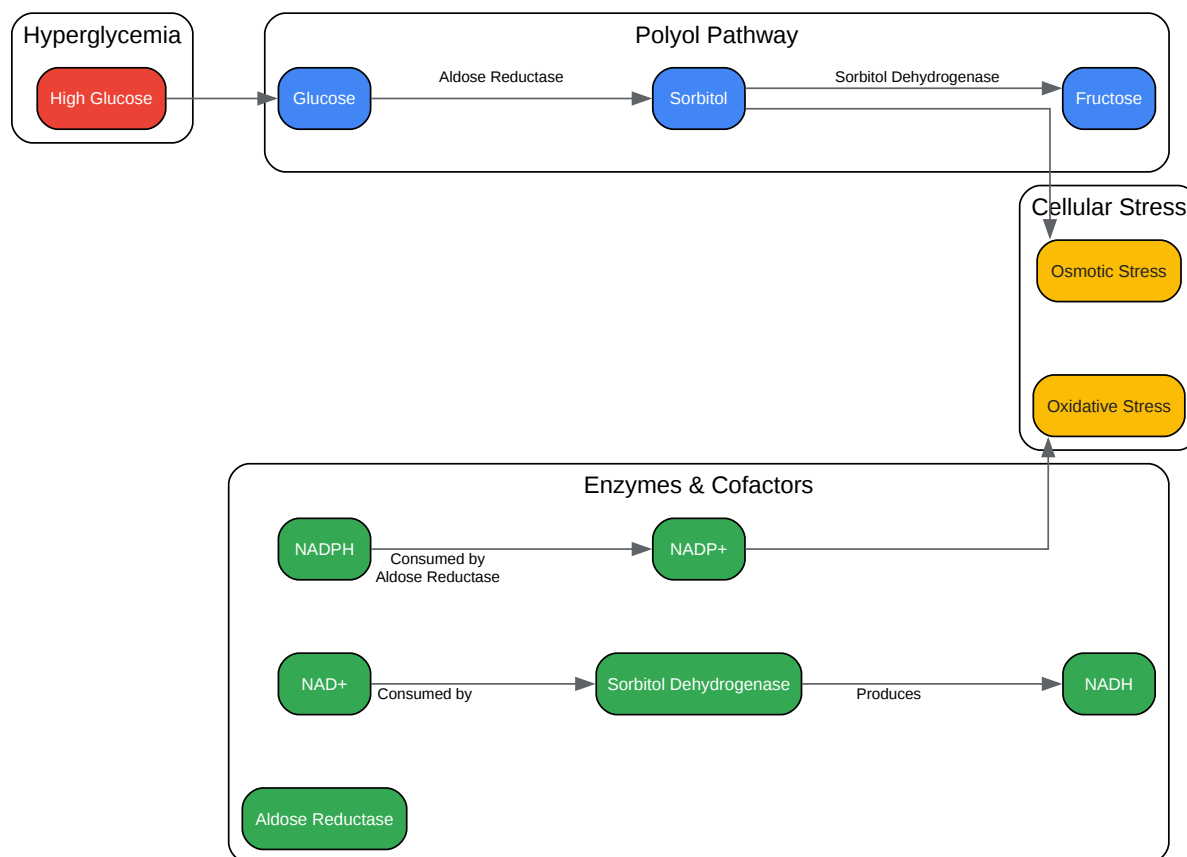 Hyperglycemia
Polyol Pathway
High Glucose
Glucose
Aldose Reductase
Sorbitol
Sorbitol Dehydrogenase
Fructose
Cellular Stress
Osmotic Stress
Oxidative Stress
Enzymes & Cofactors
NADPH
Consumed by
Aldose Reductase
NADP+
NAD+
Consumed by
Sorbitol Dehydrogenase
Produces
NADH
Aldose Reductase